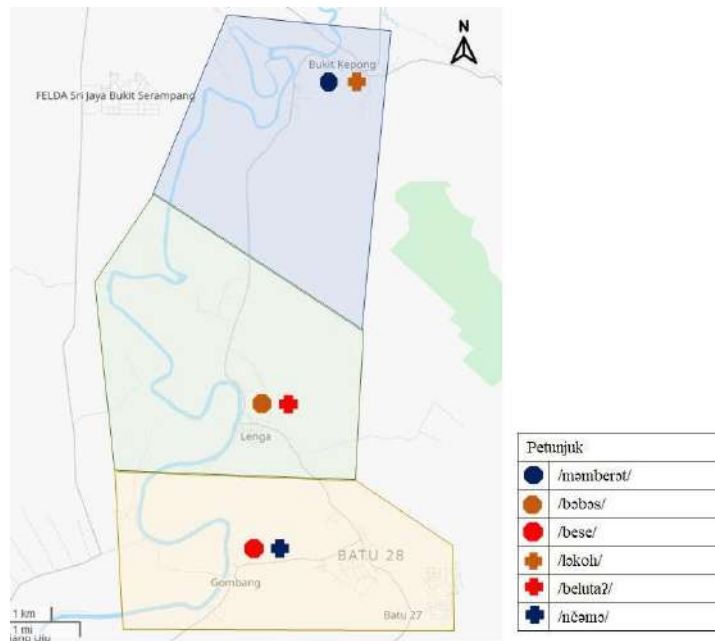 N
Bukit Kepong
FELDA Sri Jaya Bukit Serampang
Lenga
BATU 28
Gombang
Batu 27
1 km
1 mi
Petunjuk
/məmberət/
/bəbəs/
/bese/
/ləkoh/
/belutaʔ/
/nčəmə/